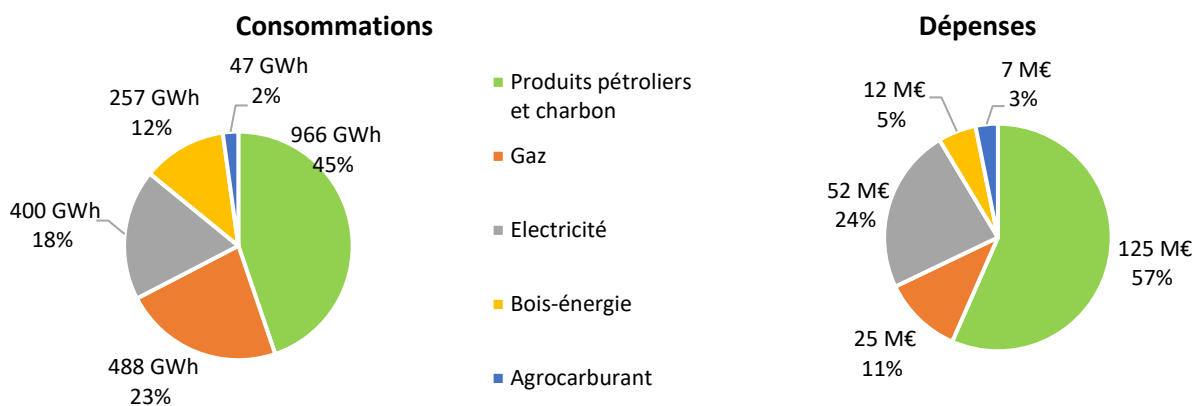 Consommations
47 GWh
2%
257 GWh
12%
966 GWh
45%
400 GWh
18%
488 GWh
23%
Produits pétroliers
et charbon
Gaz
Electricité
Bois-énergie
Agrocarburant
Dépenses
7 M€
3%
12 M€
5%
52 M€
24%
125 M€
57%
25 M€
11%